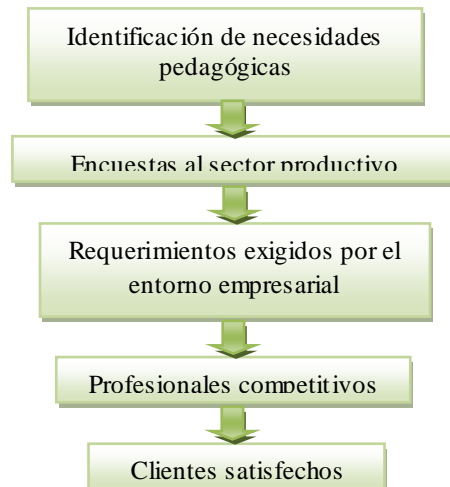 Identificación de necesidades
pedagógicas
Encuestas al sector productivo
Requerimientos exigidos por el
entorno empresarial
Profesionales competitivos
Clientes satisfechos